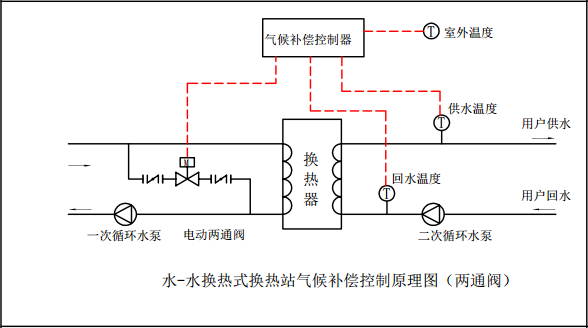 气候补偿控制器
T 室外温度
供水温度
T
用户供水
M
换热器
回水温度
T
用户回水
一次循环水泵
电动两通阀
二次循环水泵
水-水换热式换热站气候补偿控制原理图（两通阀）